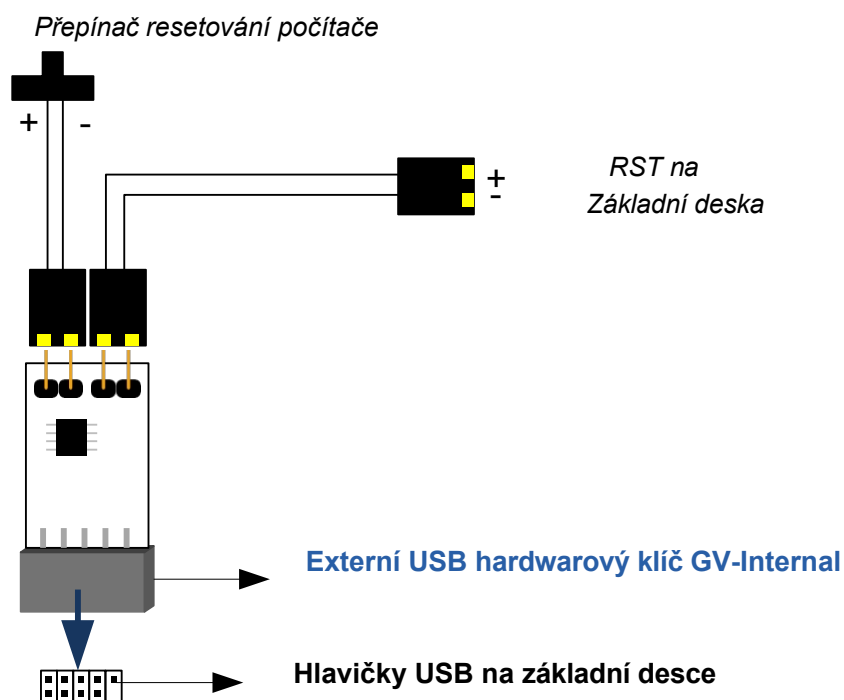 Přepínač resetování počítače
+ -
+
-
RST na
Základní deska
Externí USB hardwarový klíč GV-Internal
Hlavičky USB na základní desce